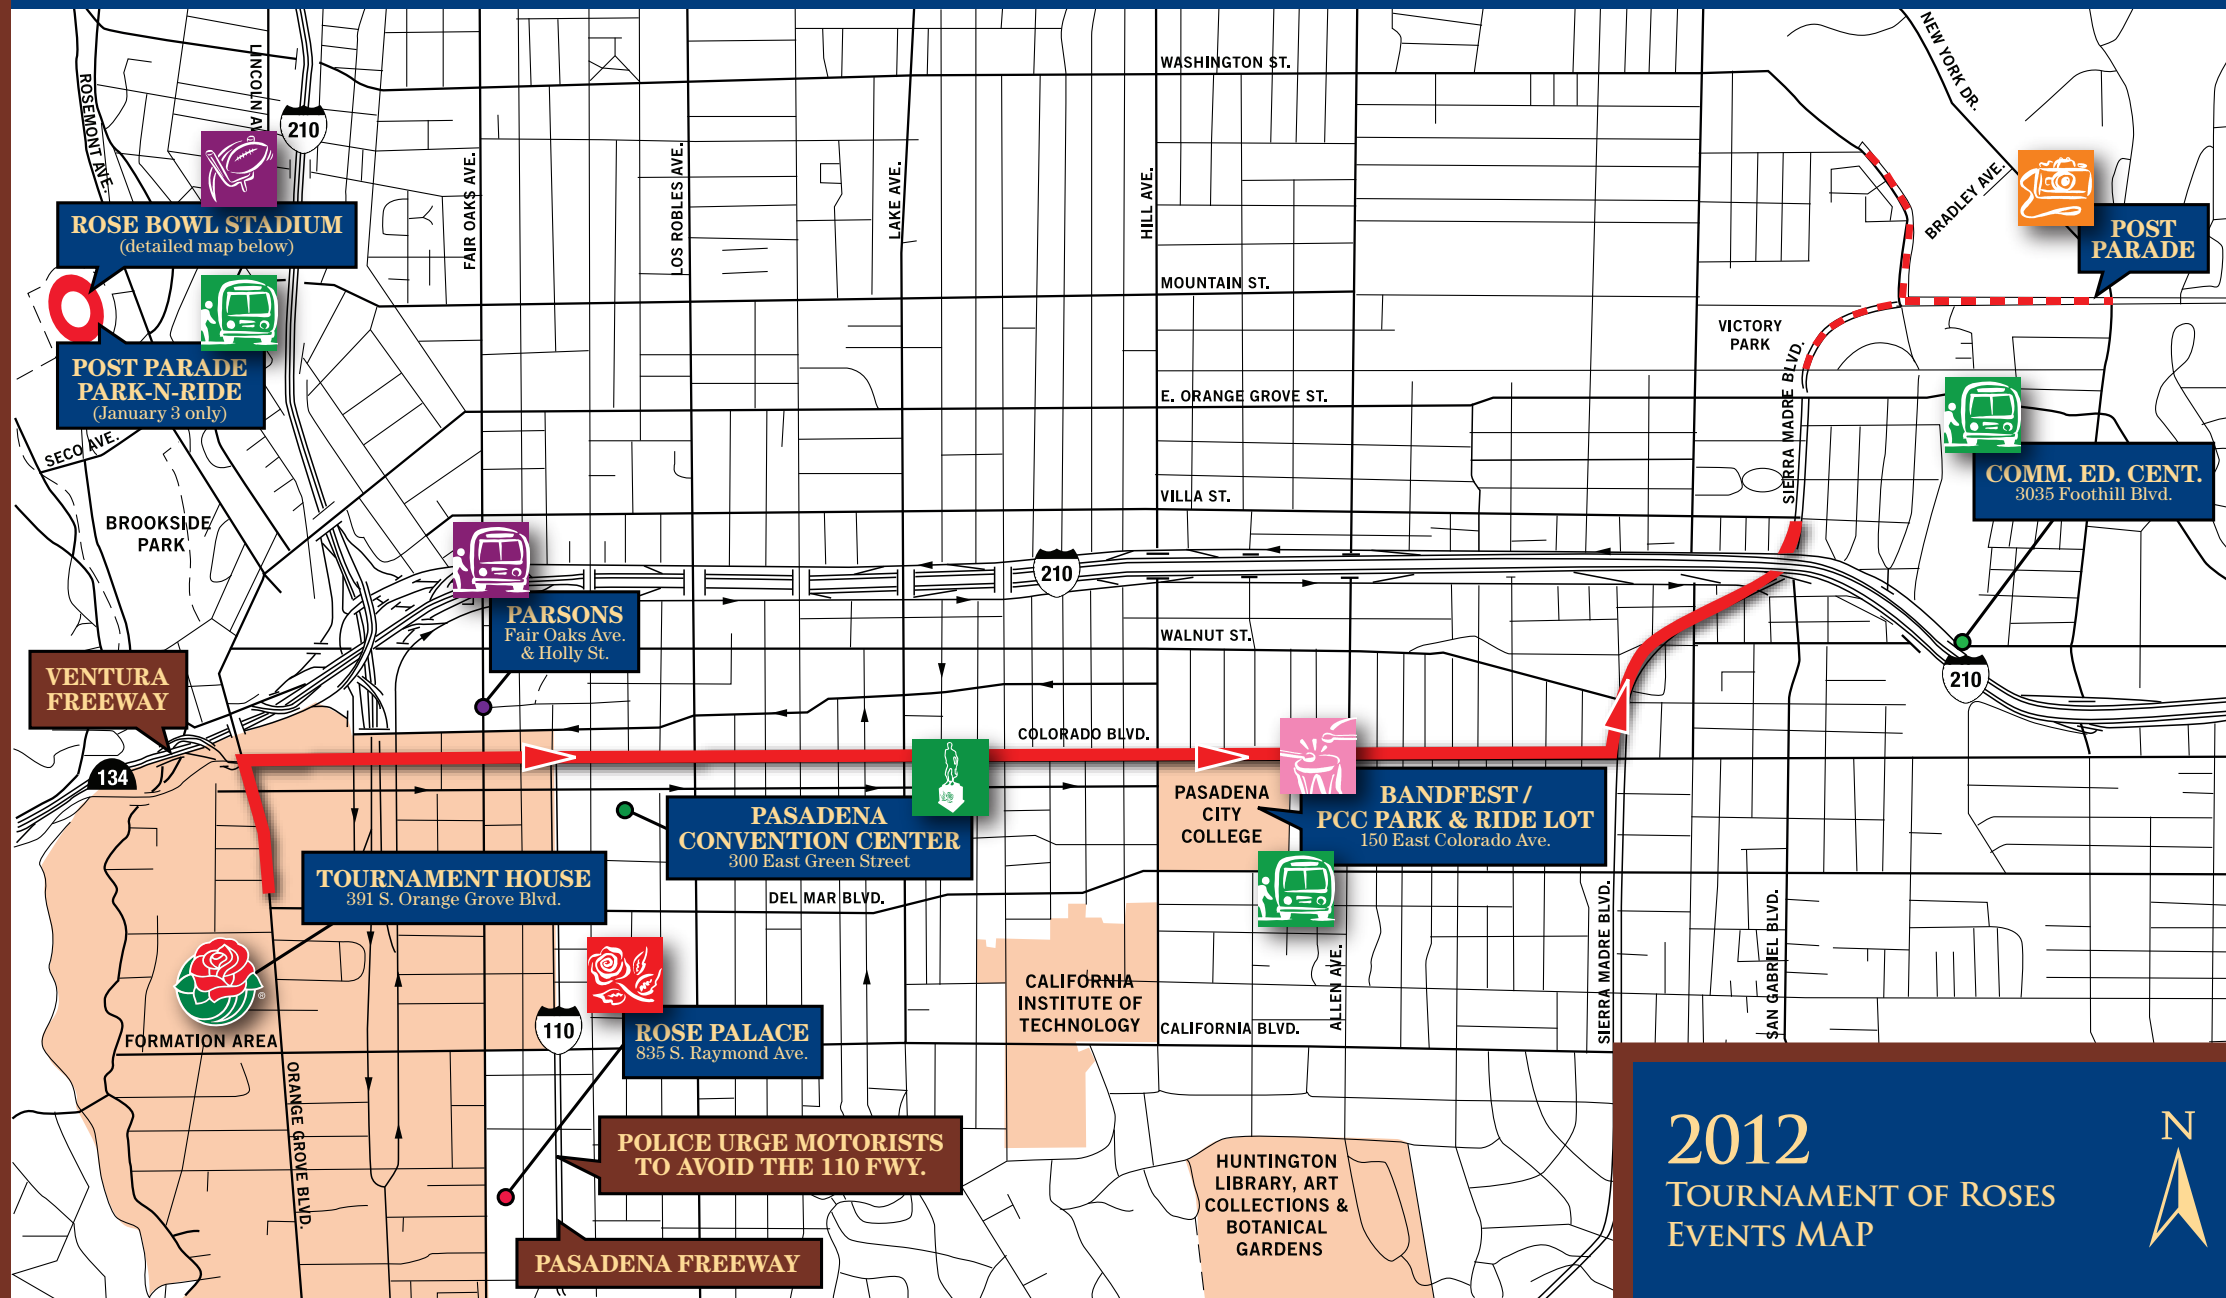 WASHINGTON ST.
NEW YORK DR.
LINCOLN AV
ROSEMONT AVE.
210
FAIR OAKS AVE.
LOS ROBLES AVE.
LAKE AVE.
HILL AVE.
BRADLEY AVE.
ROSE BOWL STADIUM
(detailed map below)
POST
PARADE
MOUNTAIN ST.
VICTORY
PARK
POST PARADE
PARK-N-RIDE
(January 3 only)
SIERRA MADRE BLVD.
E. ORANGE GROVE ST.
SECO AVE.
COMM. ED. CENT.
3035 Foothill Blvd.
VILLA ST.
BROOKSIDE
PARK
210
PARSONS
Fair Oaks Ave.
& Holly St.
WALNUT ST.
VENTURA
FREEWAY
210
COLORADO BLVD.
134
PASADENA
CITY
COLLEGE
BANDFEST /
PCC PARK & RIDE LOT
150 East Colorado Ave.
PASADENA
CONVENTION CENTER
300 East Green Street
TOURNAMENT HOUSE
391 S. Orange Grove Blvd.
DEL MAR BLVD.
SIERRA MADRE BLVD.
SAN GABRIEL BLVD.
ALLEN AVE.
CALIFORNIA
INSTITUTE OF
TECHNOLOGY
CALIFORNIA BLVD.
®
FORMATION AREA
110
ROSE PALACE
835 S. Raymond Ave.
ORANGE GROVE BLVD.
POLICE URGE MOTORISTS
TO AVOID THE 110 FWY.
HUNTINGTON
LIBRARY, ART
COLLECTIONS &
BOTANICAL
GARDENS
PASADENA FREEWAY
2012
TOURNAMENT OF ROSES
EVENTS MAP
N